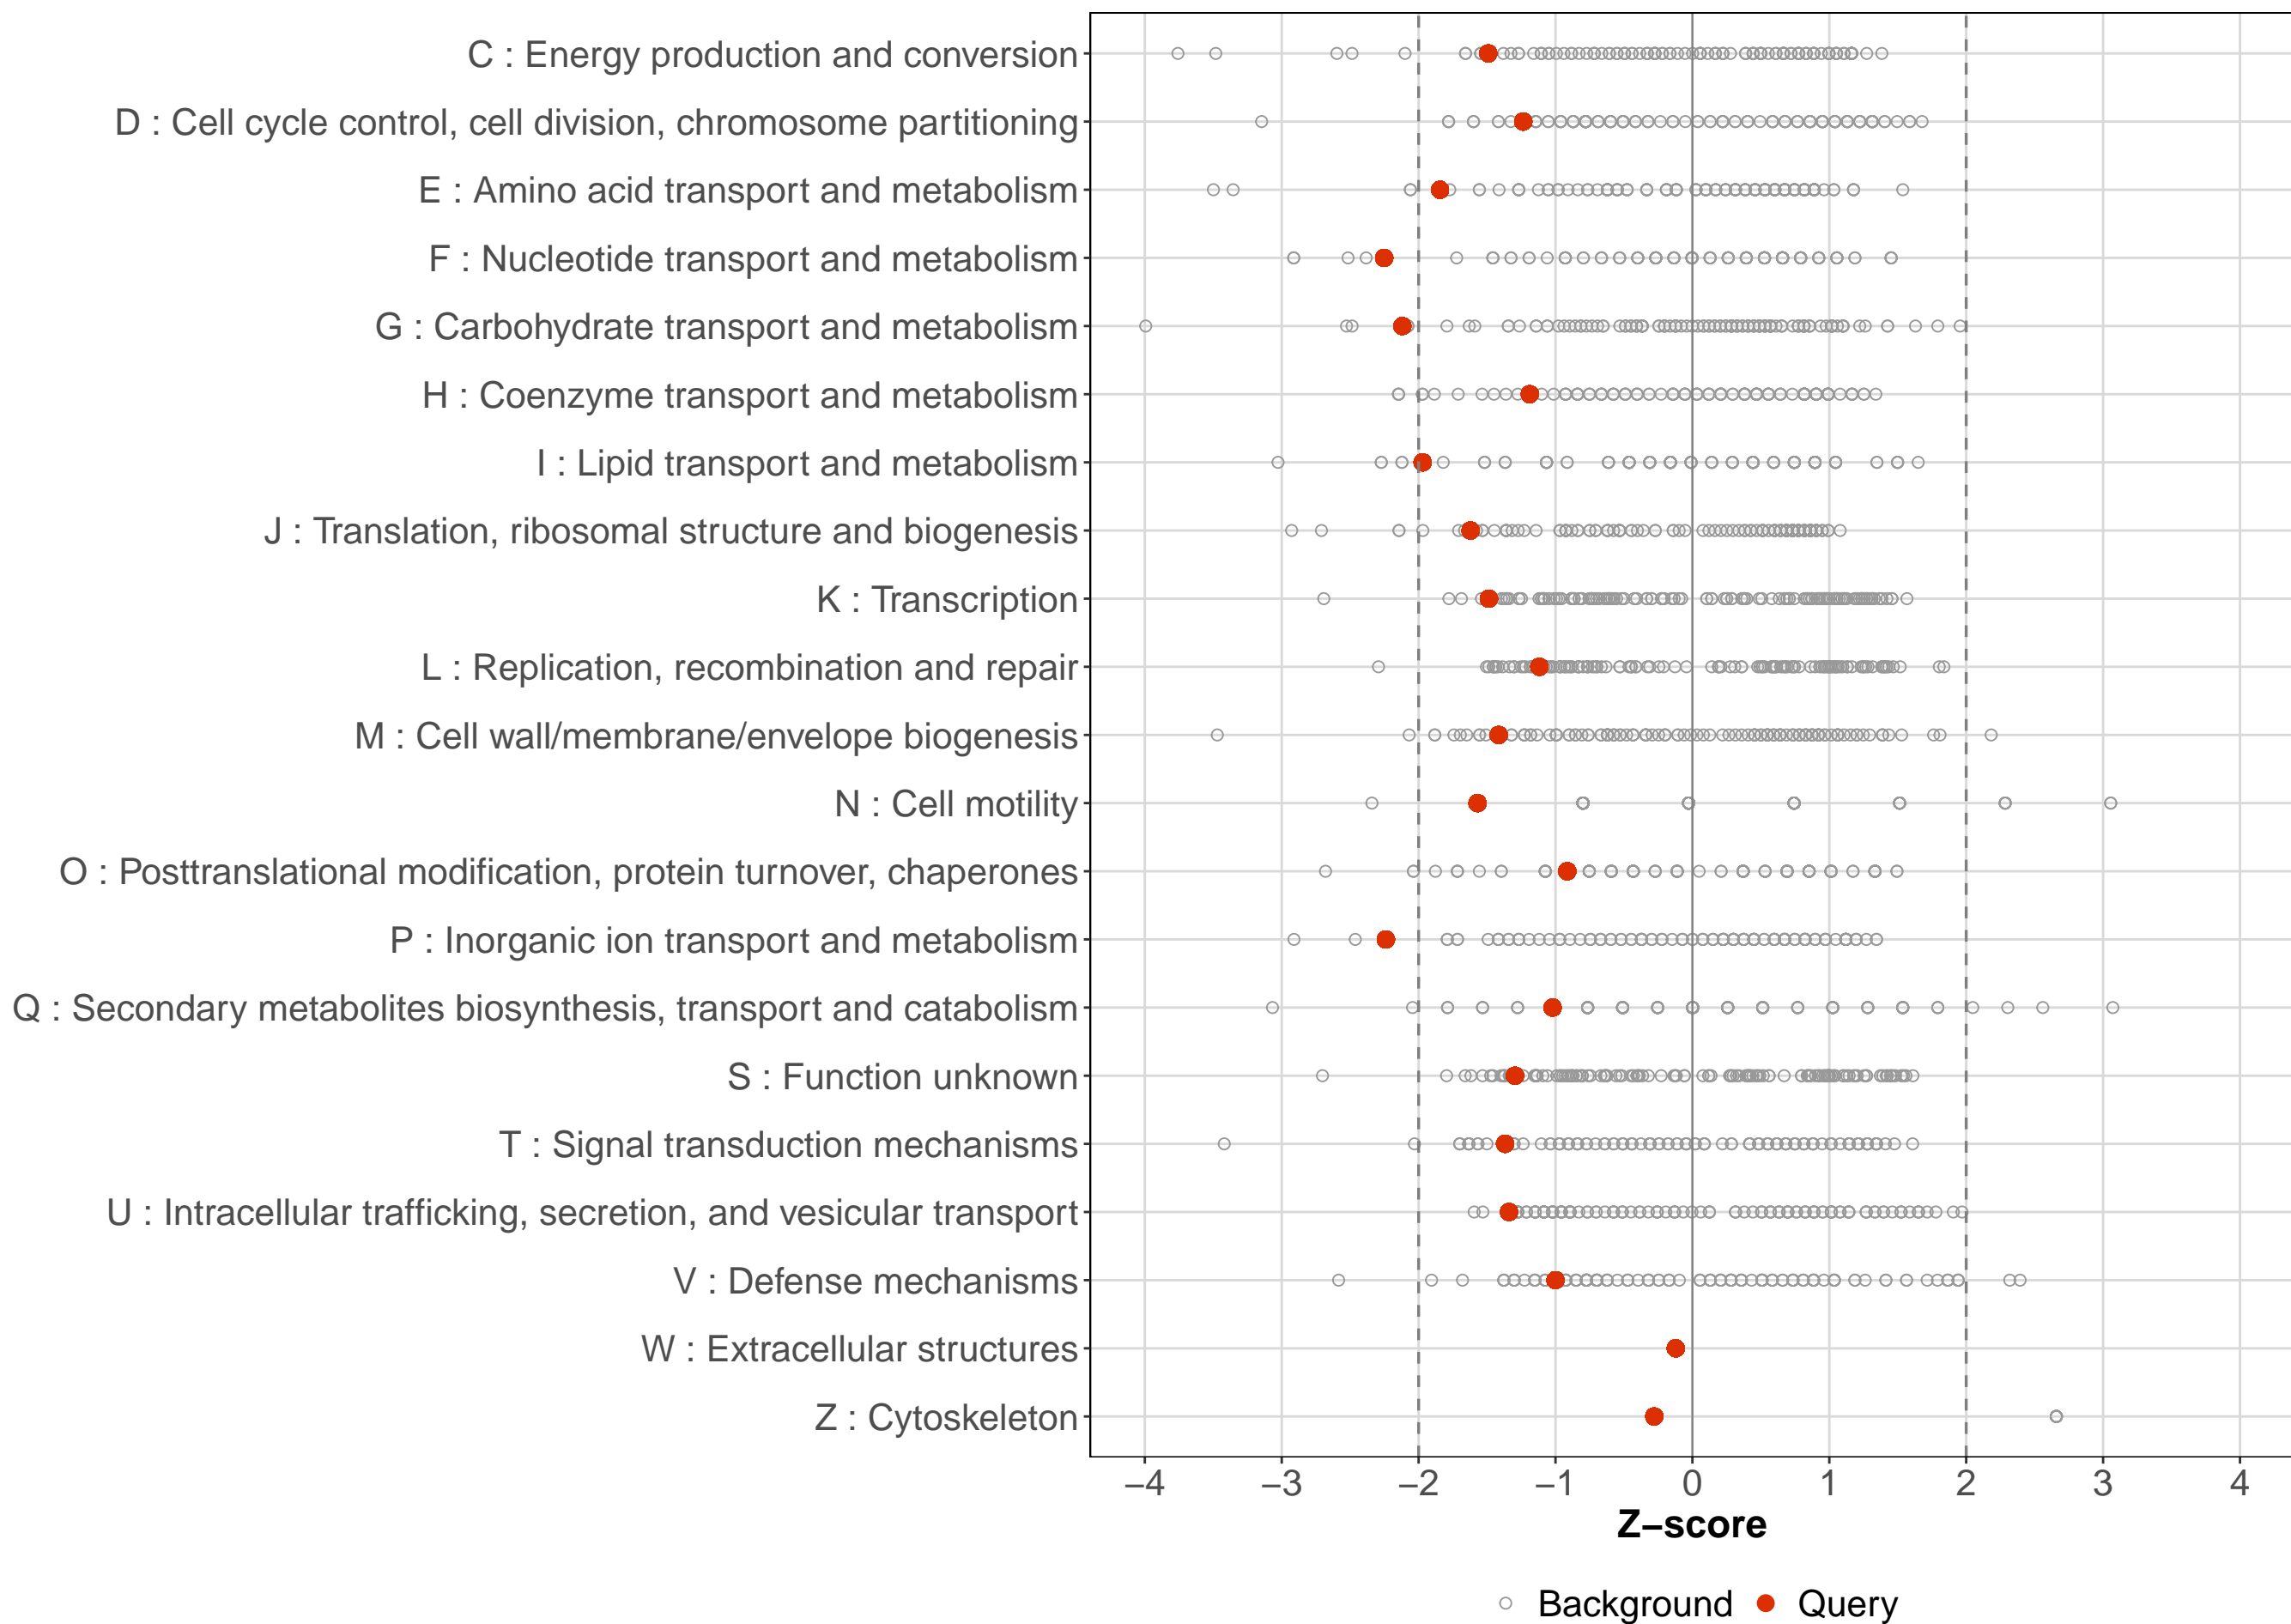 C : Energy production and conversion
D : Cell cycle control, cell division, chromosome partitioning
E : Amino acid transport and metabolism
F : Nucleotide transport and metabolism
G : Carbohydrate transport and metabolism
H : Coenzyme transport and metabolism
I : Lipid transport and metabolism
J : Translation, ribosomal structure and biogenesis
K : Transcription
L : Replication, recombination and repair
M : Cell wall/membrane/envelope biogenesis
N : Cell motility
O : Posttranslational modification, protein turnover, chaperones
P : Inorganic ion transport and metabolism
Q : Secondary metabolites biosynthesis, transport and catabolism
S : Function unknown
T : Signal transduction mechanisms
U : Intracellular trafficking, secretion, and vesicular transport
V : Defense mechanisms
W : Extracellular structures
Z : Cytoskeleton
−4 −3 −2 −1 0 1 2 3 4
Z−score
Background Query